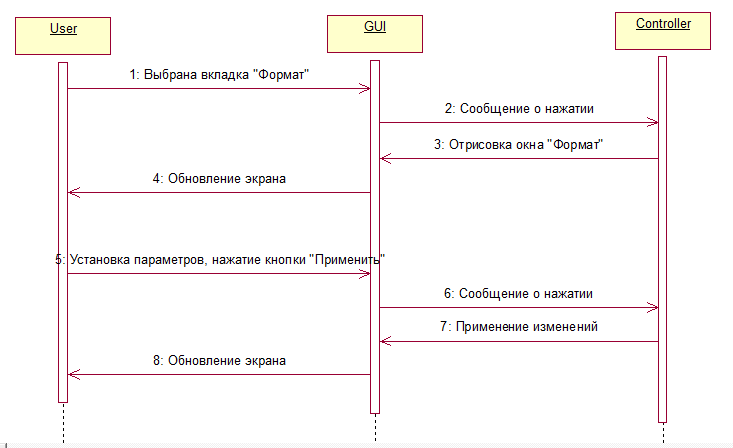 User
GUI
Controller
1: Выбрана вкладка "Формат"
2: Сообщение о нажатии
3: Отрисовка окна "Формат"
4: Обновление экрана
5: Установка параметров, нажатие кнопки "Применить"
6: Сообщение о нажатии
7: Применение изменений
8: Обновление экрана